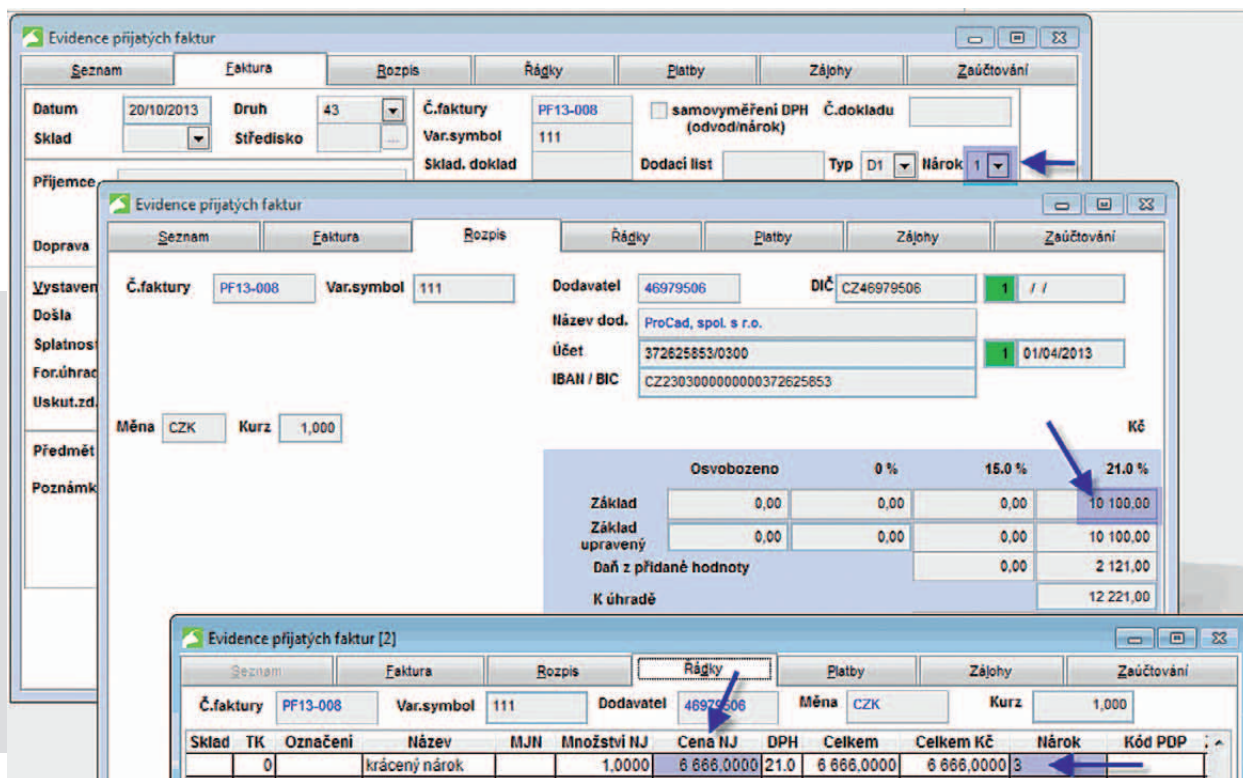 Evidence přijatých faktur
Seznam Faktura Rozpis Řádky Platby Zálohy Zaúčtování
Datum 20/10/2013 Druh 43 Č.faktury PF13-008 samovyměření DPH (odvod/nárok) Č.dokladu
Sklad Středisko ... Var.symbol 111
Sklad. doklad Dodací list Typ D1 Nárok 1
Příjemce
Doprava
Vystaven
Došla
Splatnost
For.úhrad
Uskut.zd.
Předmět
Poznámk
Evidence přijatých faktur
Seznam Faktura Rozpis Řádky Platby Zálohy Zaúčtování
Č.faktury PF13-008 Var.symbol 111 Dodavatel 46979506 DIČ CZ46979506 1 / /
Název dod. ProCad, spol. s r.o.
Účet 372625853/0300 1 01/04/2013
IBAN / BIC CZ2303000000000372625853
Měna CZK Kurz 1,000 Kč
Osvobozeno 0 % 15.0 % 21.0 %
Základ 0,00 0,00 0,00 10 100,00
Základ upravený 0,00 0,00 0,00 10 100,00
Daň z přidané hodnoty 0,00 2 121,00
K úhradě 12 221,00
Evidence přijatých faktur [2]
Seznam Faktura Rozpis Řádky Platby Zálohy Zaúčtování
Č.faktury PF13-008 Var.symbol 111 Dodavatel 46979506 Měna CZK Kurz 1,000
Sklad TK Označení Název MJN Množství NJ Cena NJ DPH Celkem Celkem Kč Nárok Kód PDP
0 krácený nárok 1,0000 6 666,0000 21.0 6 666,0000 6 666,0000 3